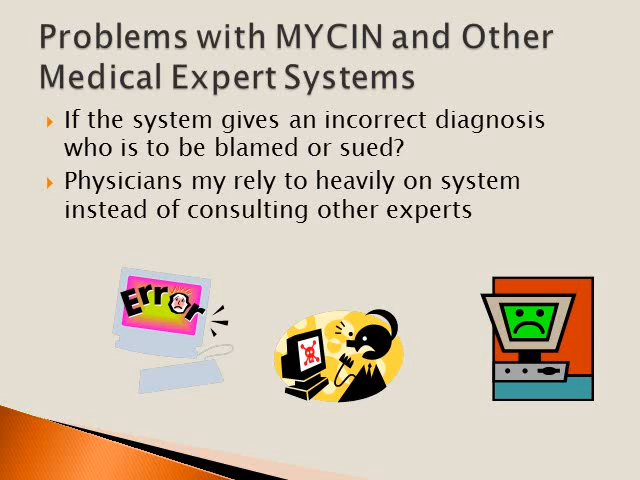 Problems with MYCIN and Other
Medical Expert Systems
If the system gives an incorrect diagnosis
who is to be blamed or sued?
Physicians my rely to heavily on system
instead of consulting other experts
Error